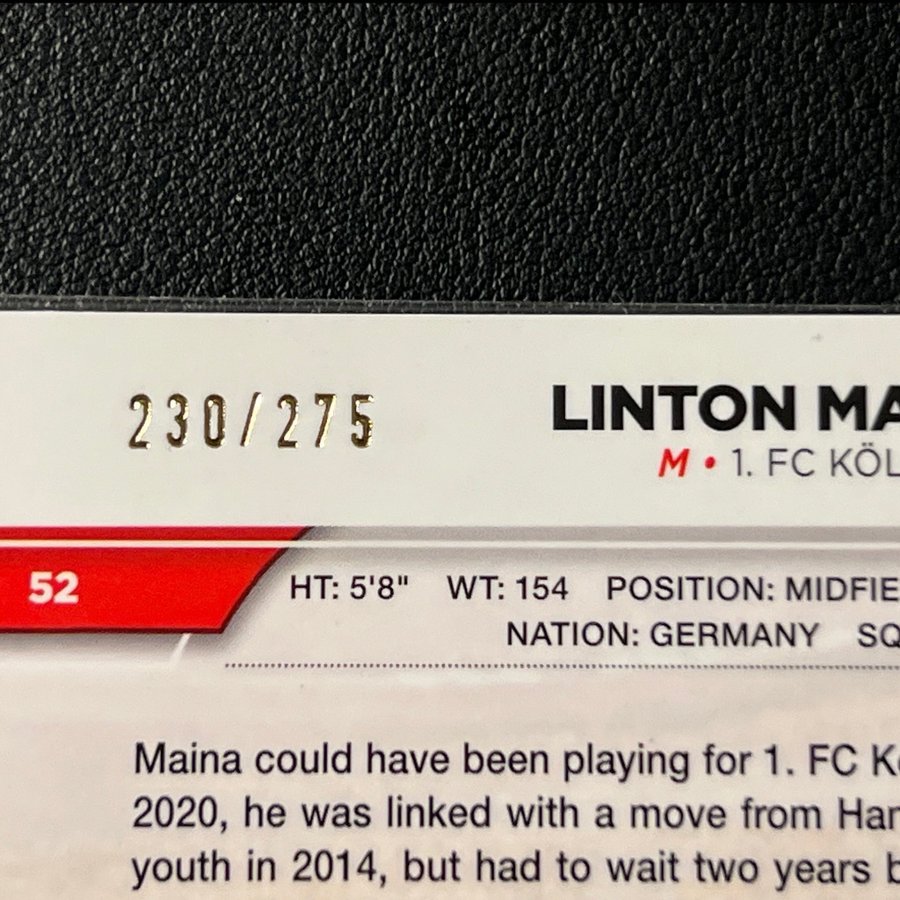 230/275
LINTON MA
M • 1. FC KÖL
52
HT: 5'8" WT: 154 POSITION: MIDFIE
NATION: GERMANY SQ
Maina could have been playing for 1. FC K
2020, he was linked with a move from Han
youth in 2014, but had to wait two years b